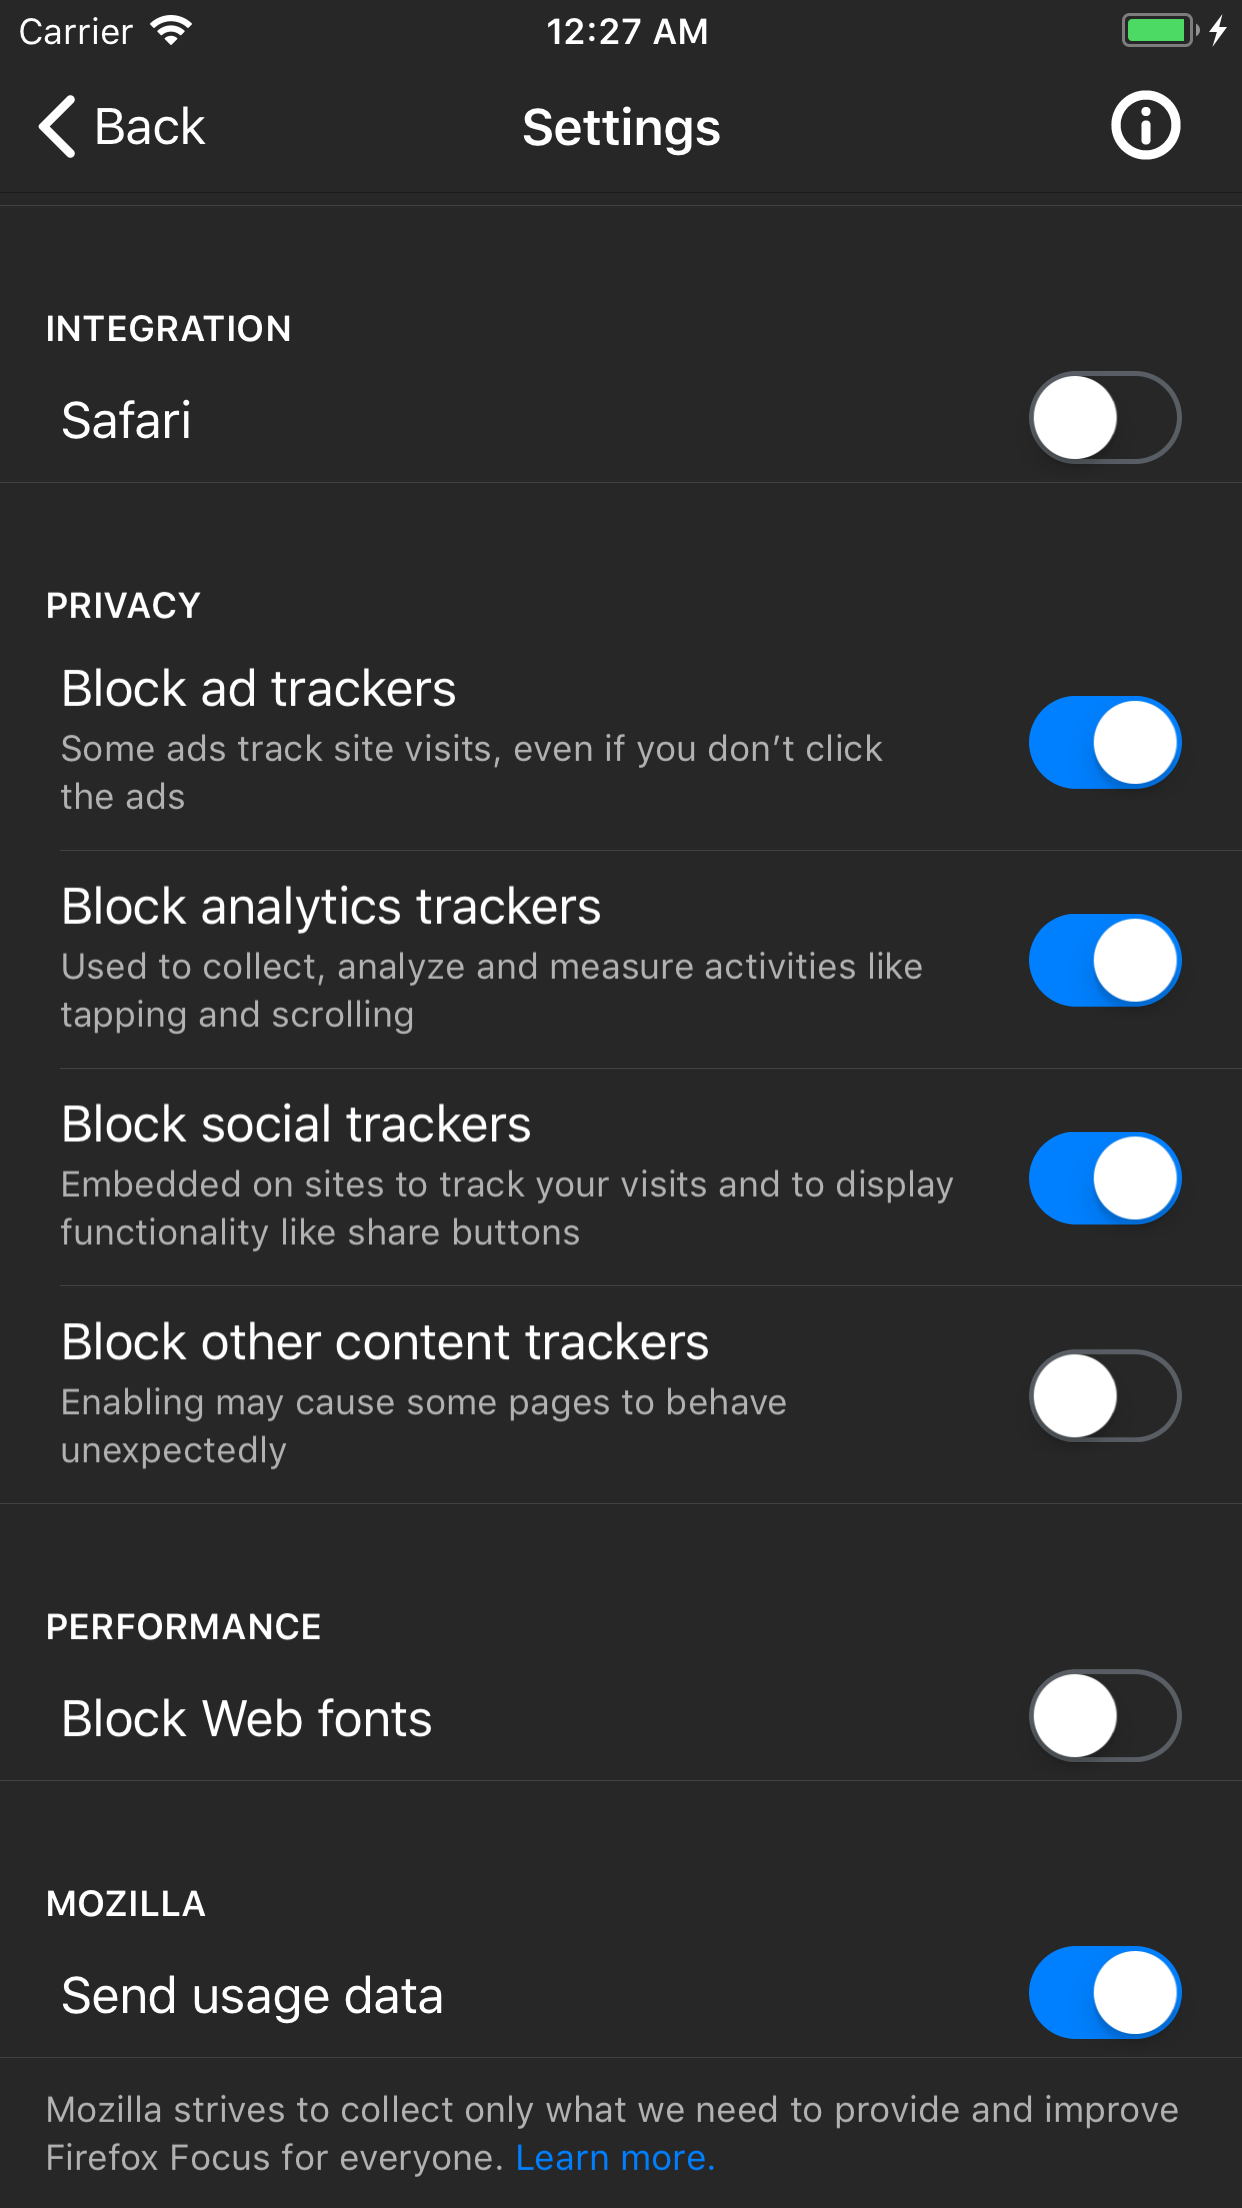 Carrier 12:27 AM
Back Settings
INTEGRATION
Safari
PRIVACY
Block ad trackers
Some ads track site visits, even if you don’t click
the ads
Block analytics trackers
Used to collect, analyze and measure activities like
tapping and scrolling
Block social trackers
Embedded on sites to track your visits and to display
functionality like share buttons
Block other content trackers
Enabling may cause some pages to behave
unexpectedly
PERFORMANCE
Block Web fonts
MOZILLA
Send usage data
Mozilla strives to collect only what we need to provide and improve
Firefox Focus for everyone. Learn more.